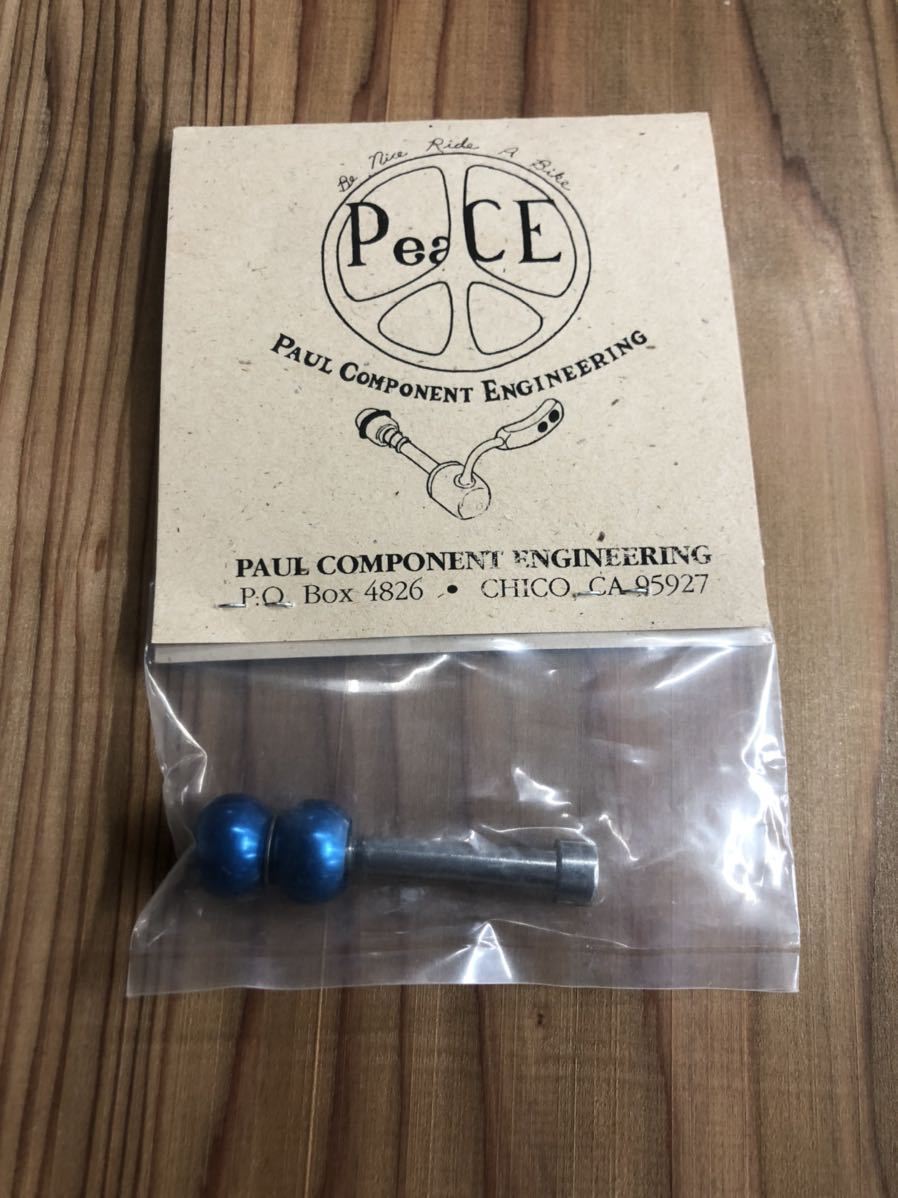 Be Nice Ride A Bike
PeaCE
PAUL COMPONENT ENGINEERING
PAUL COMPONENT ENGINEERING
P.O. Box 4826 • CHICO, CA 95927